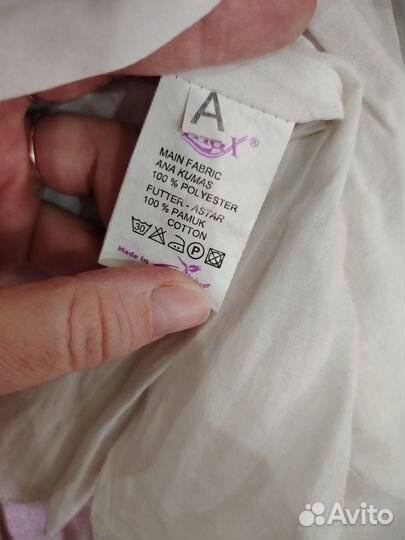 A
X®
MAIN FABRIC
ANA KUMAS
100 % POLYESTER
FUTTER - ASTAR
100 % PAMUK
COTTON
30 P
Made in
Avito